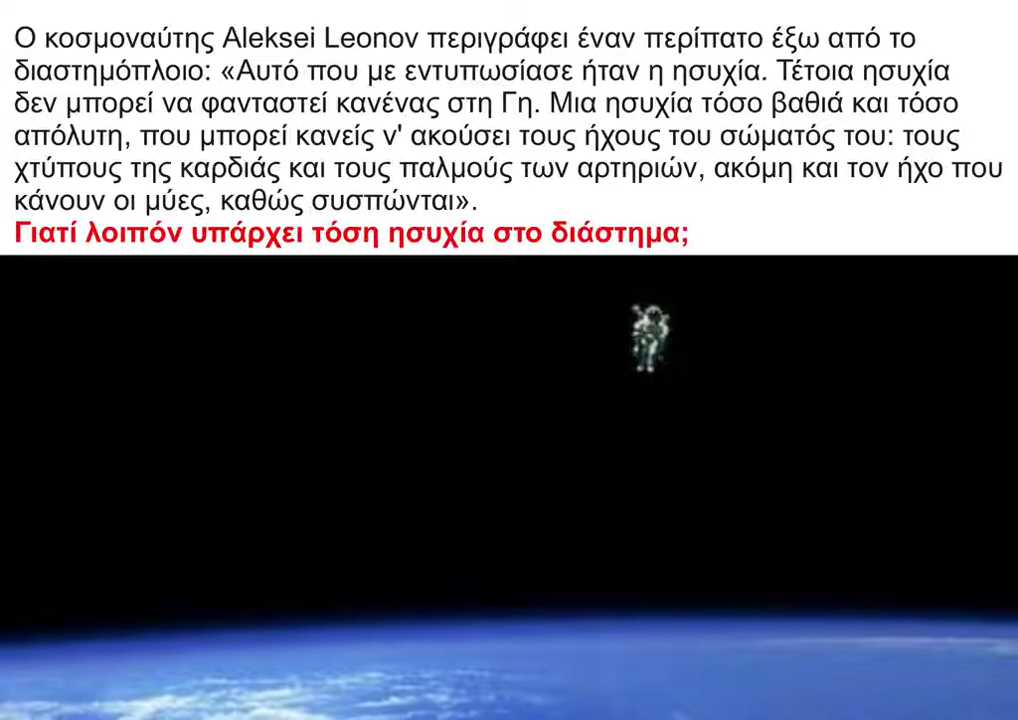 Ο κοσμοναύτης Aleksei Leonov περιγράφει έναν περίπατο έξω από το
διαστημόπλοιο: «Αυτό που με εντυπωσίασε ήταν η ησυχία. Τέτοια ησυχία
δεν μπορεί να φανταστεί κανένας στη Γη. Μια ησυχία τόσο βαθιά και τόσο
απόλυτη, που μπορεί κανείς ν' ακούσει τους ήχους του σώματός του: τους
χτύπους της καρδιάς και τους παλμούς των αρτηριών, ακόμη και τον ήχο που
κάνουν οι μύες, καθώς συσπώνται».
Γιατί λοιπόν υπάρχει τόση ησυχία στο διάστημα;